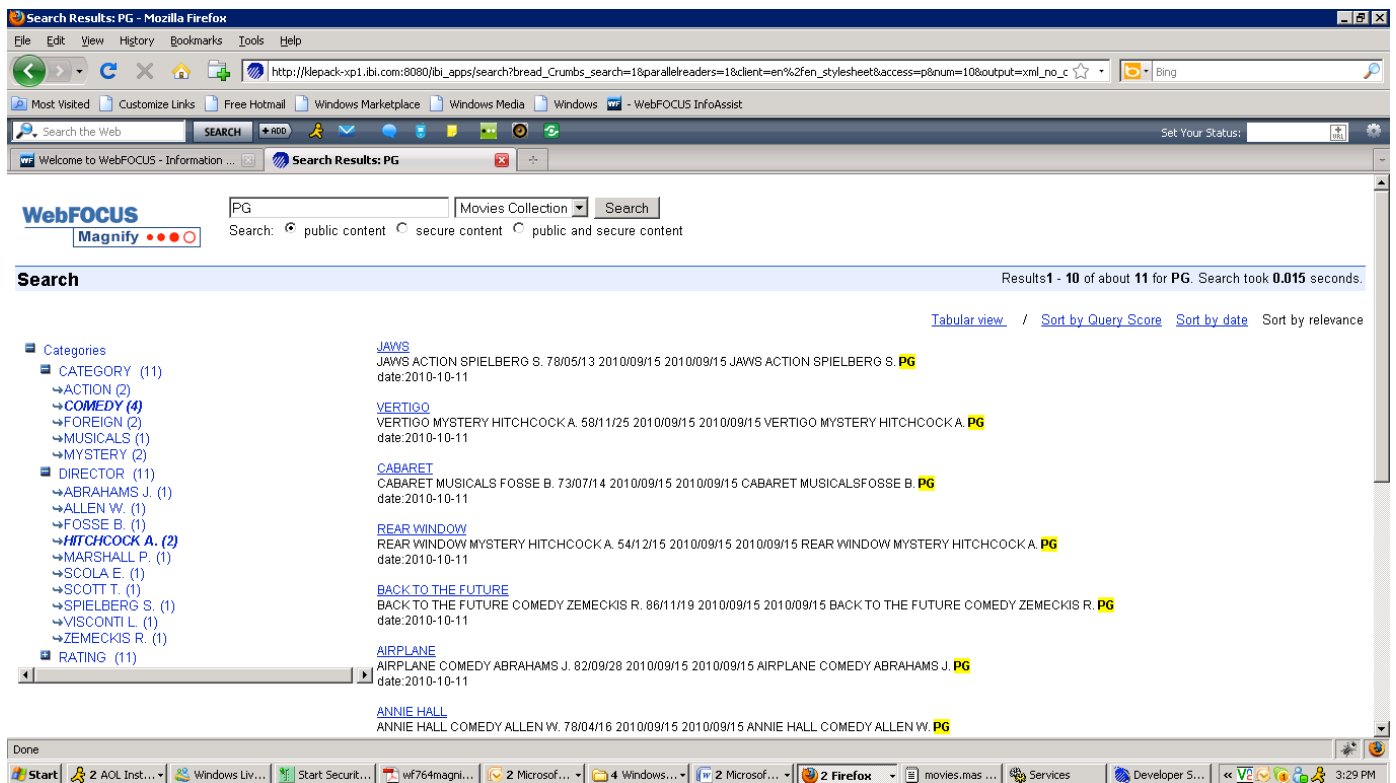 Search Results: PG - Mozilla Firefox
File Edit View History Bookmarks Tools Help
http://klepack-xp1.ibi.com:8080/ibi_apps/search?bread_Crumbs_search=1&parallelreaders=1&client=en%2fen_stylesheet&access=p&num=10&output=xml_no_c
Bing
Most Visited Customize Links Free Hotmail Windows Marketplace Windows Media Windows - WebFOCUS InfoAssist
Search the Web SEARCH + ADD Set Your Status: URL
Welcome to WebFOCUS - Information ... Search Results: PG
WebFOCUS
Magnify
PG Movies Collection Search
Search: public content secure content public and secure content
Search Results1 - 10 of about 11 for PG. Search took 0.015 seconds.
Tabular view / Sort by Query Score Sort by date Sort by relevance
Categories
CATEGORY (11)
ACTION (2)
COMEDY (4)
FOREIGN (2)
MUSICALS (1)
MYSTERY (2)
DIRECTOR (11)
ABRAHAMS J. (1)
ALLEN W. (1)
FOSSE B. (1)
HITCHCOCK A. (2)
MARSHALL P. (1)
SCOLA E. (1)
SCOTT T. (1)
SPIELBERG S. (1)
VISCONTI L. (1)
ZEMECKIS R. (1)
RATING (11)
JAWS
JAWS ACTION SPIELBERG S. 78/05/13 2010/09/15 2010/09/15 JAWS ACTION SPIELBERG S. PG
date:2010-10-11
VERTIGO
VERTIGO MYSTERY HITCHCOCK A. 58/11/25 2010/09/15 2010/09/15 VERTIGO MYSTERY HITCHCOCK A. PG
date:2010-10-11
CABARET
CABARET MUSICALS FOSSE B. 73/07/14 2010/09/15 2010/09/15 CABARET MUSICALSFOSSE B. PG
date:2010-10-11
REAR WINDOW
REAR WINDOW MYSTERY HITCHCOCK A. 54/12/15 2010/09/15 2010/09/15 REAR WINDOW MYSTERY HITCHCOCK A. PG
date:2010-10-11
BACK TO THE FUTURE
BACK TO THE FUTURE COMEDY ZEMECKIS R. 86/11/19 2010/09/15 2010/09/15 BACK TO THE FUTURE COMEDY ZEMECKIS R. PG
date:2010-10-11
AIRPLANE
AIRPLANE COMEDY ABRAHAMS J. 82/09/28 2010/09/15 2010/09/15 AIRPLANE COMEDY ABRAHAMS J. PG
date:2010-10-11
ANNIE HALL
ANNIE HALL COMEDY ALLEN W. 78/04/16 2010/09/15 2010/09/15 ANNIE HALL COMEDY ALLEN W. PG
Done
Start 2 AOL Inst... Windows Liv... Start Securit... wf764magni... 2 Microsof... 4 Windows... 2 Microsof... 2 Firefox movies.mas ... Services Developer S... 3:29 PM